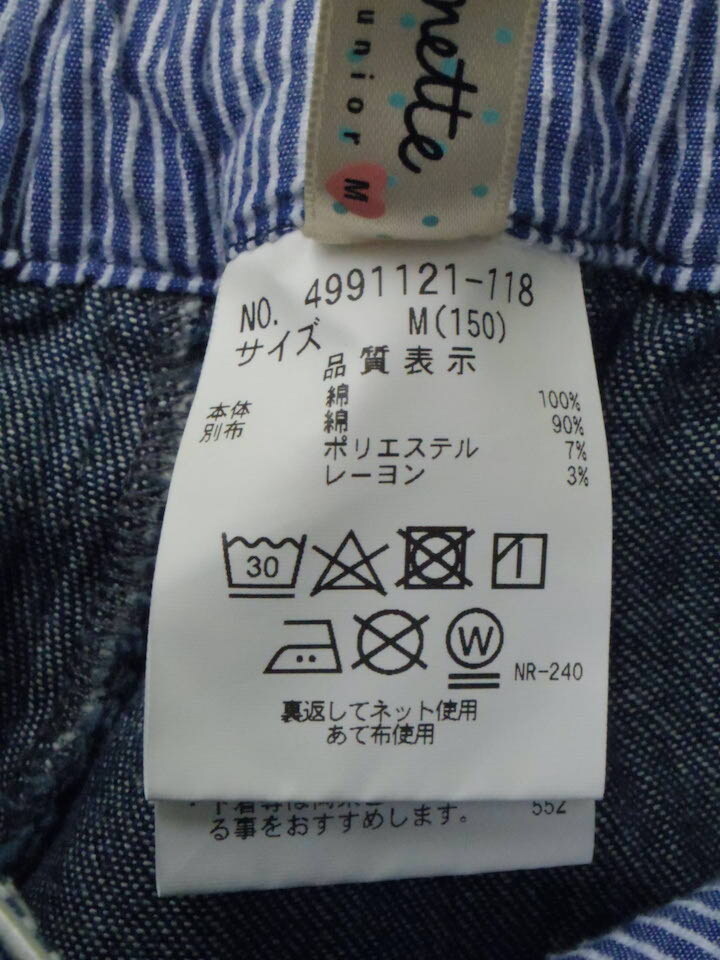 nette
unior
M
NO. 4991121-118
サイズ M(150)
品質表示
本体 綿 100%
別布 綿 90%
ポリエステル 7%
レーヨン 3%
30
W
NR-240
裏返してネット使用
あて布使用
552
る事をおすすめします。